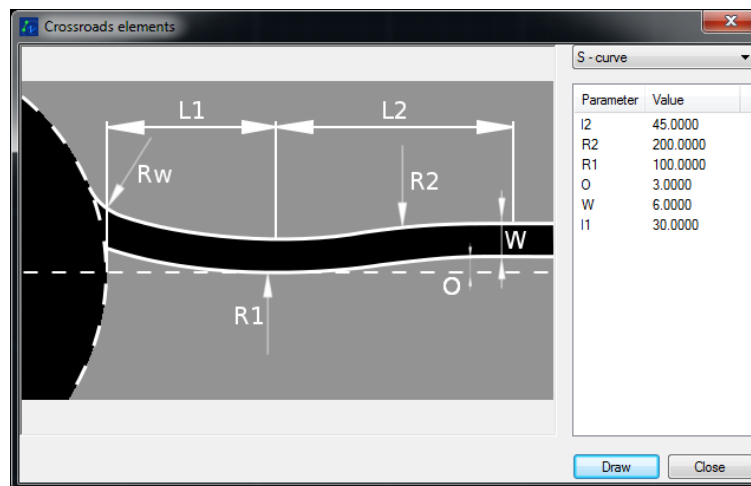 Crossroads elements
S - curve
L1 L2
Rw
R2
W
O
R1
Parameter Value
l2 45.0000
R2 200.0000
R1 100.0000
O 3.0000
W 6.0000
l1 30.0000
Draw Close